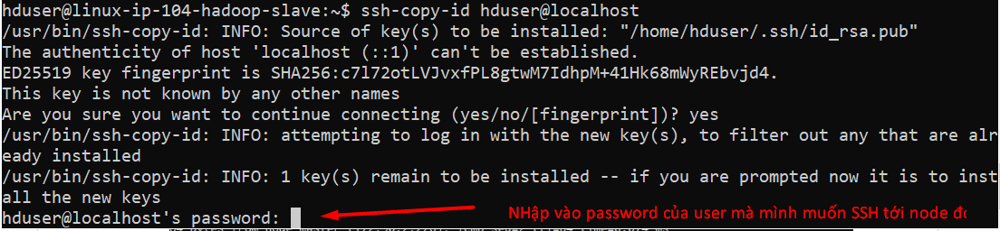 hduser@linux-ip-104-hadoop-slave:~$ ssh-copy-id hduser@localhost
/usr/bin/ssh-copy-id: INFO: Source of key(s) to be installed: "/home/hduser/.ssh/id_rsa.pub"
The authenticity of host 'localhost (::1)' can't be established.
ED25519 key fingerprint is SHA256:c7l72otLVJvxfPL8gtwM7IdhpM+41Hk68mWyREbvjd4.
This key is not known by any other names
Are you sure you want to continue connecting (yes/no/[fingerprint])? yes
/usr/bin/ssh-copy-id: INFO: attempting to log in with the new key(s), to filter out any that are alr
eady installed
/usr/bin/ssh-copy-id: INFO: 1 key(s) remain to be installed -- if you are prompted now it is to inst
all the new keys
hduser@localhost's password: NHập vào password của user mà mình muốn SSH tới node